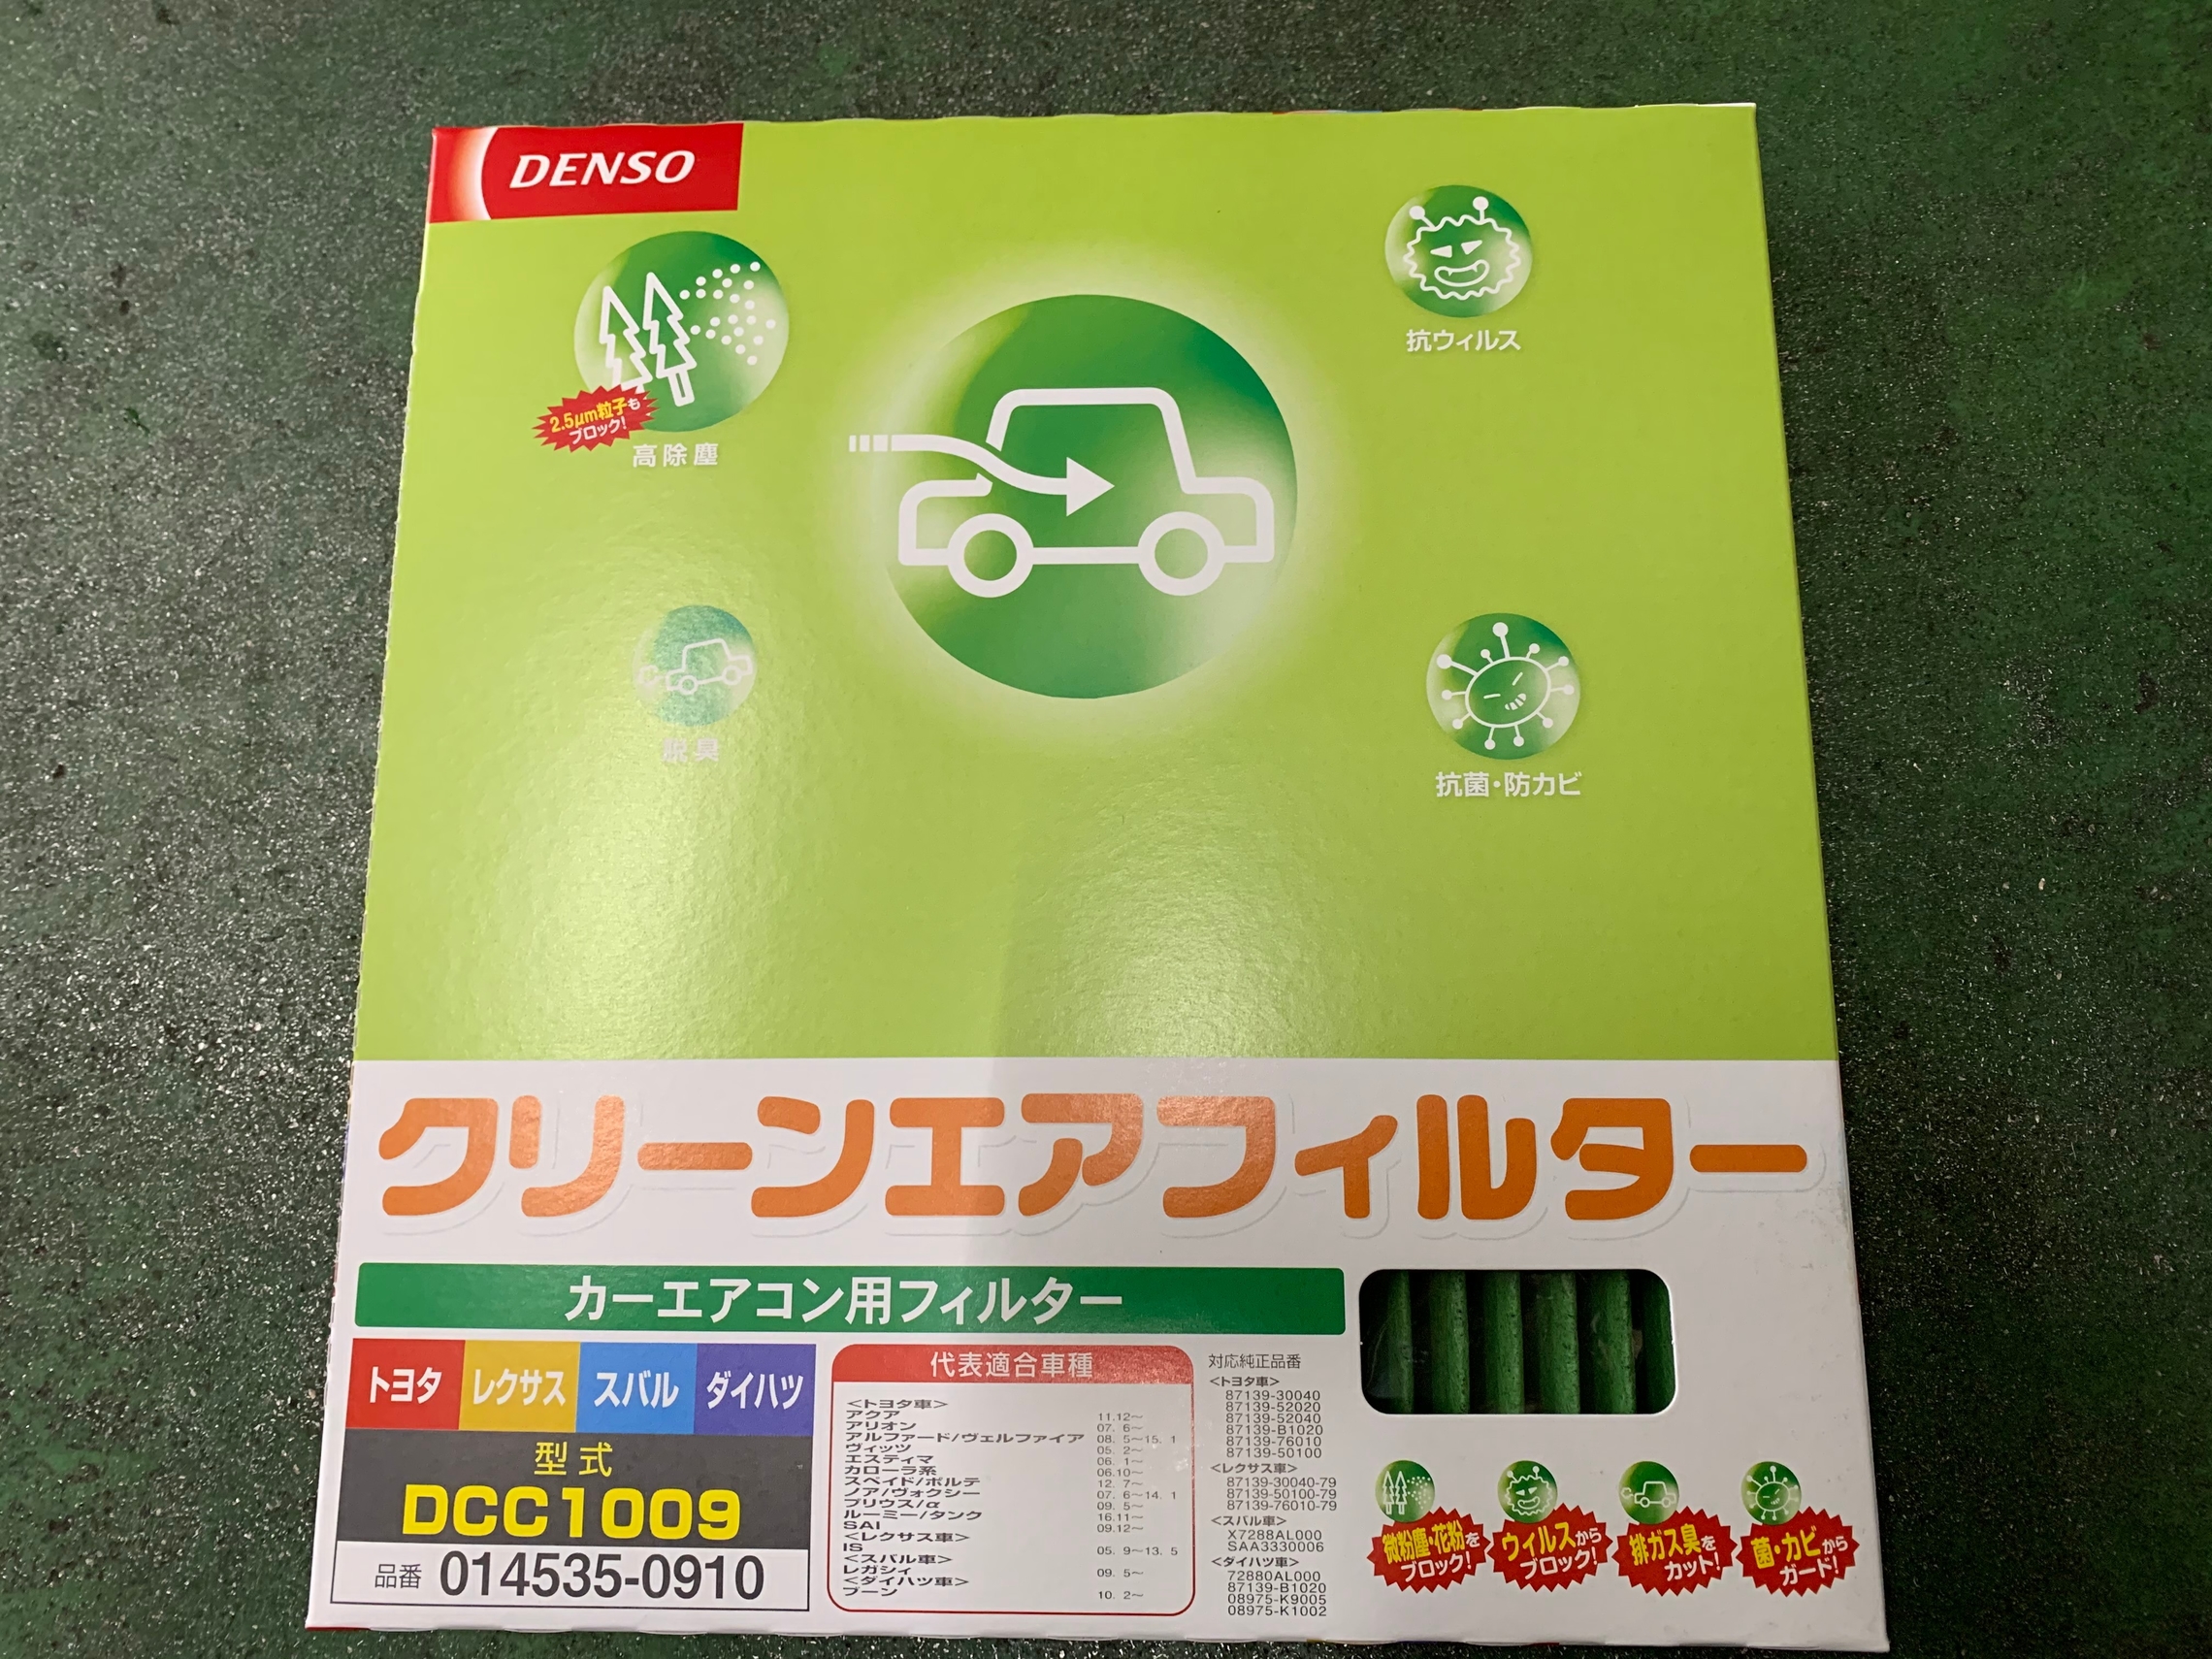 DENSO
2.5μm粒子も
ブロック!
高除塵
抗ウィルス
脱臭
抗菌・防カビ
クリーンエアフィルター
カーエアコン用フィルター
トヨタ レクサス スバル ダイハツ
型式
DCC1009
品番 014535-0910
代表適合車種
<トヨタ車>
アクア 11.12~
アリオン 07. 6~
アルファード/ヴェルファイア 08. 5~15. 1
ヴィッツ 05. 2~
エスティマ 06. 1~
カローラ系 06.10~
スペイド/ポルテ 12. 7~
ノア/ヴォクシー 07. 6~14. 1
プリウス/α 09. 5~
ルーミー/タンク 16.11~
SAI 09.12~
<レクサス車>
IS 05. 9~13. 5
<スバル車>
レガシィ 09. 5~
<ダイハツ車>
ブーン 10. 2~
対応純正品番
<トヨタ車>
87139-30040
87139-52020
87139-52040
87139-B1020
87139-76010
87139-50100
<レクサス車>
87139-30040-79
87139-50100-79
87139-76010-79
<スバル車>
X7288AL000
SAA3330006
<ダイハツ車>
72880AL000
87139-B1020
08975-K9005
08975-K1002
微粉塵・花粉を
ブロック!
ウィルスから
ブロック!
排ガス臭を
カット!
菌・カビから
ガード!